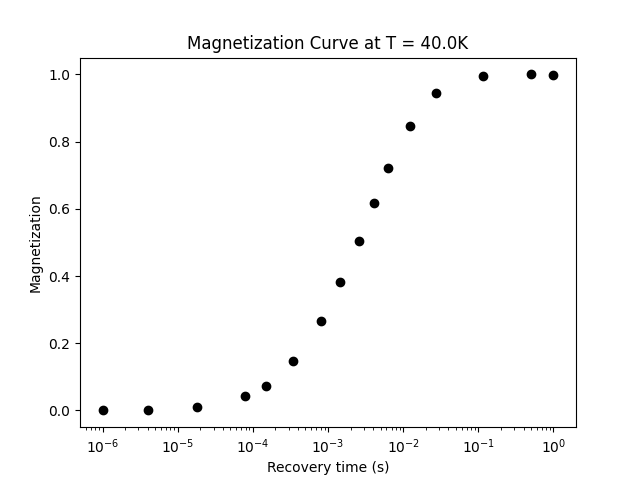 Magnetization Curve at T = 40.0K
Magnetization
1.0
0.8
0.6
0.4
0.2
0.0
10⁻⁶ 10⁻⁵ 10⁻⁴ 10⁻³ 10⁻² 10⁻¹ 10⁰
Recovery time (s)